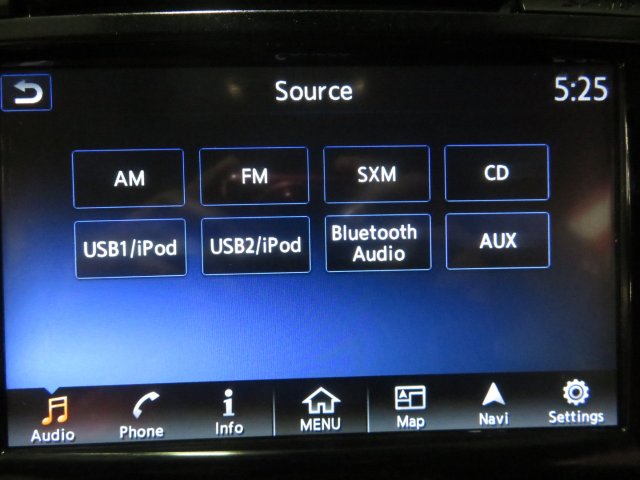 Source
5:25
AM
FM
SXM
CD
USB1/iPod
USB2/iPod
Bluetooth
Audio
AUX
Audio
Phone
Info
MENU
Map
Navi
Settings